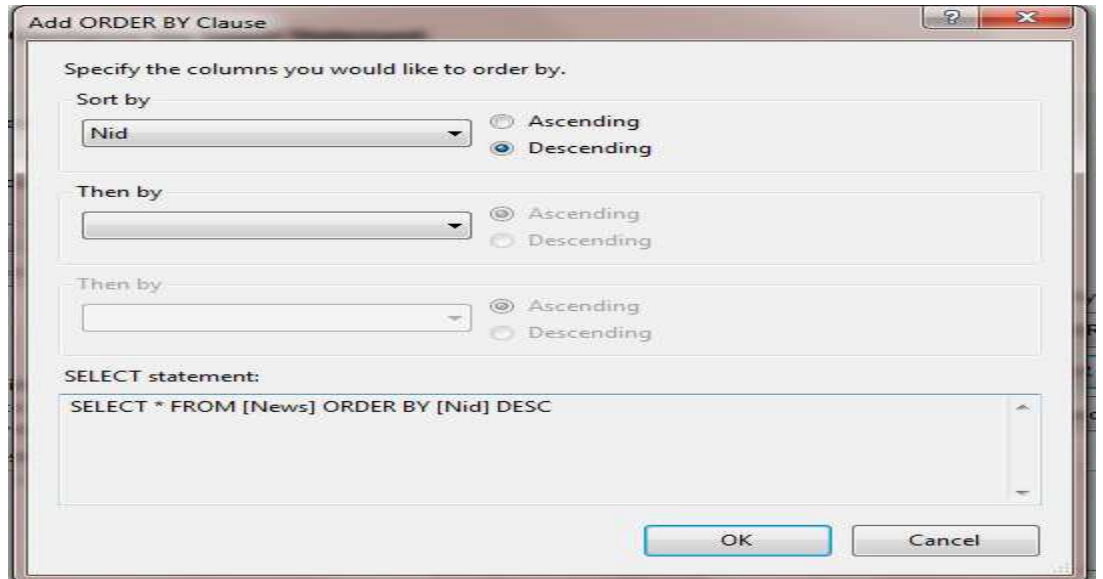 Add ORDER BY Clause
Specify the columns you would like to order by.
Sort by
Nid
Ascending
Descending
Then by
Ascending
Descending
Then by
Ascending
Descending
SELECT statement:
SELECT * FROM [News] ORDER BY [Nid] DESC
OK
Cancel